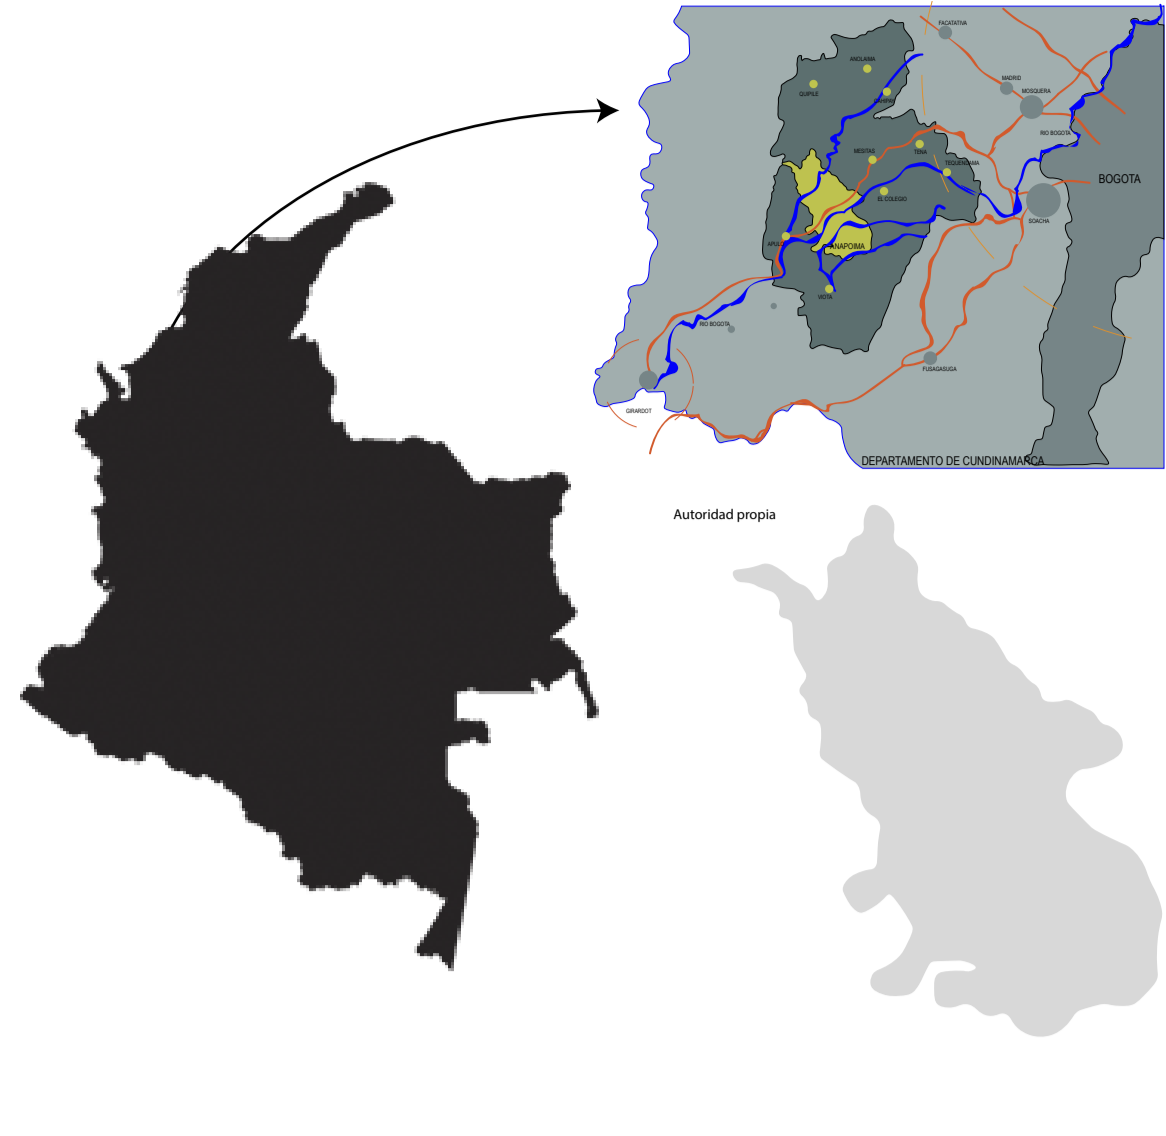 FACATATIVA
ANOLAIMA
MADRID
QUIPILE
MOSQUERA
RIO BOGOTA
MESITAS
TENA
TEQUENDAMA
BOGOTA
EL COLEGIO
SOACHA
APULO
ANAPOIMA
VIOTA
RIO BOGOTA
FUSAGASUGA
GIRARDOT
DEPARTAMENTO DE CUNDINAMARCA
Autoridad propia